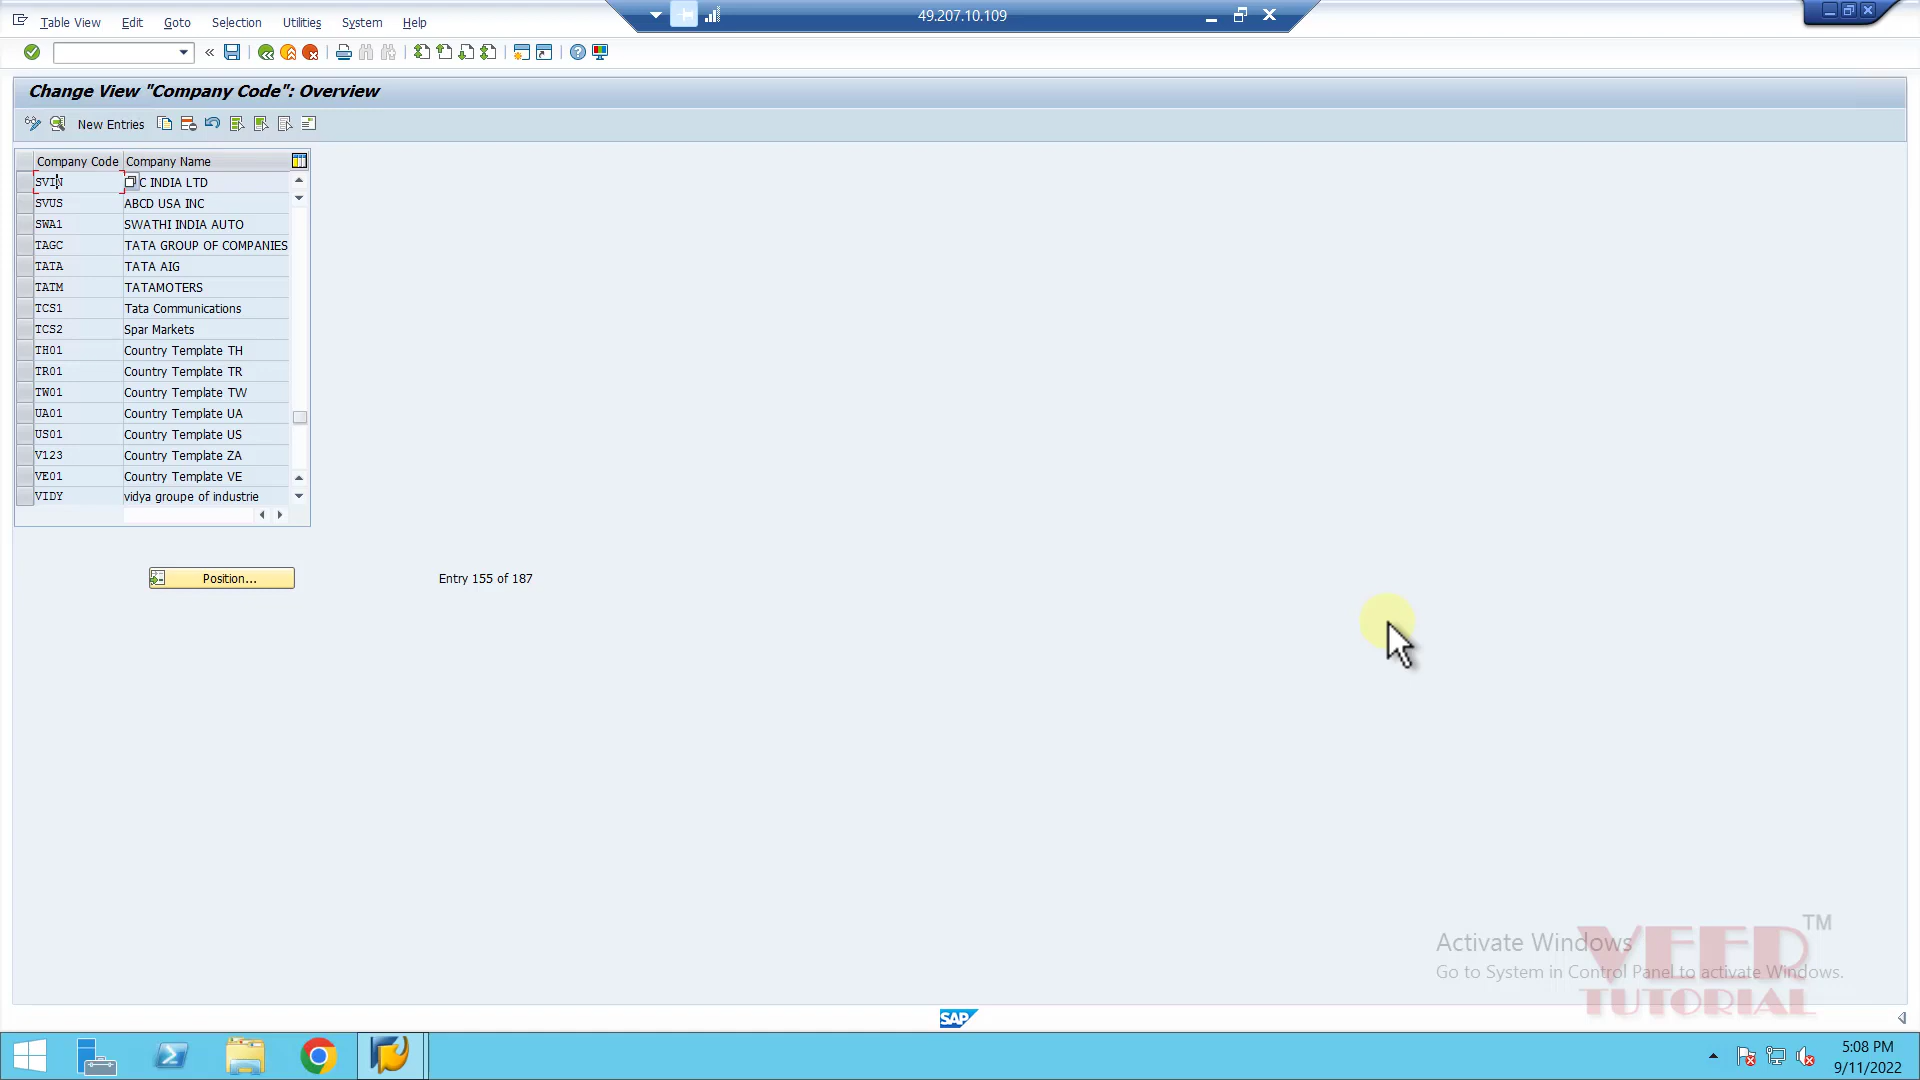 49.207.10.109
Table View Edit Goto Selection Utilities System Help
Change View "Company Code": Overview
New Entries
Company Code Company Name
SVIN C INDIA LTD
SVUS ABCD USA INC
SWA1 SWATHI INDIA AUTO
TAGC TATA GROUP OF COMPANIES
TATA TATA AIG
TATM TATAMOTERS
TCS1 Tata Communications
TCS2 Spar Markets
TH01 Country Template TH
TR01 Country Template TR
TW01 Country Template TW
UA01 Country Template UA
US01 Country Template US
V123 Country Template ZA
VE01 Country Template VE
VIDY vidya groupe of industrie
Position... Entry 155 of 187
Activate Windows
Go to System in Control Panel to activate Windows.
VEER TM
TUTORIAL
SAP
5:08 PM
9/11/2022